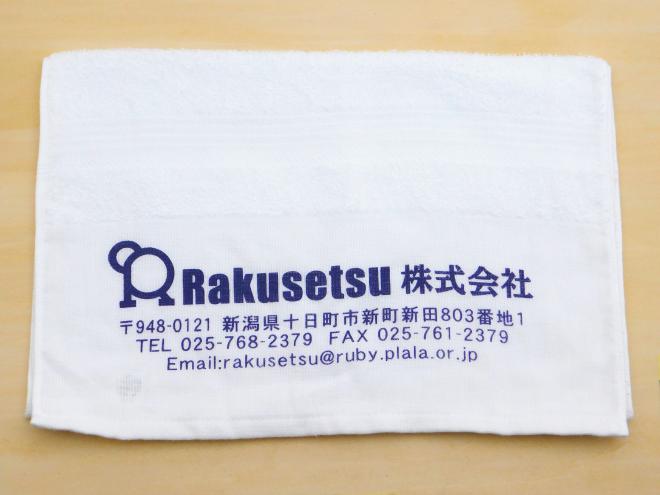 Rakusetsu 株式会社
〒948-0121 新潟県十日町市新町新田803番地1
TEL 025-768-2379 FAX 025-761-2379
Email:rakusetsu@ruby.plala.or.jp